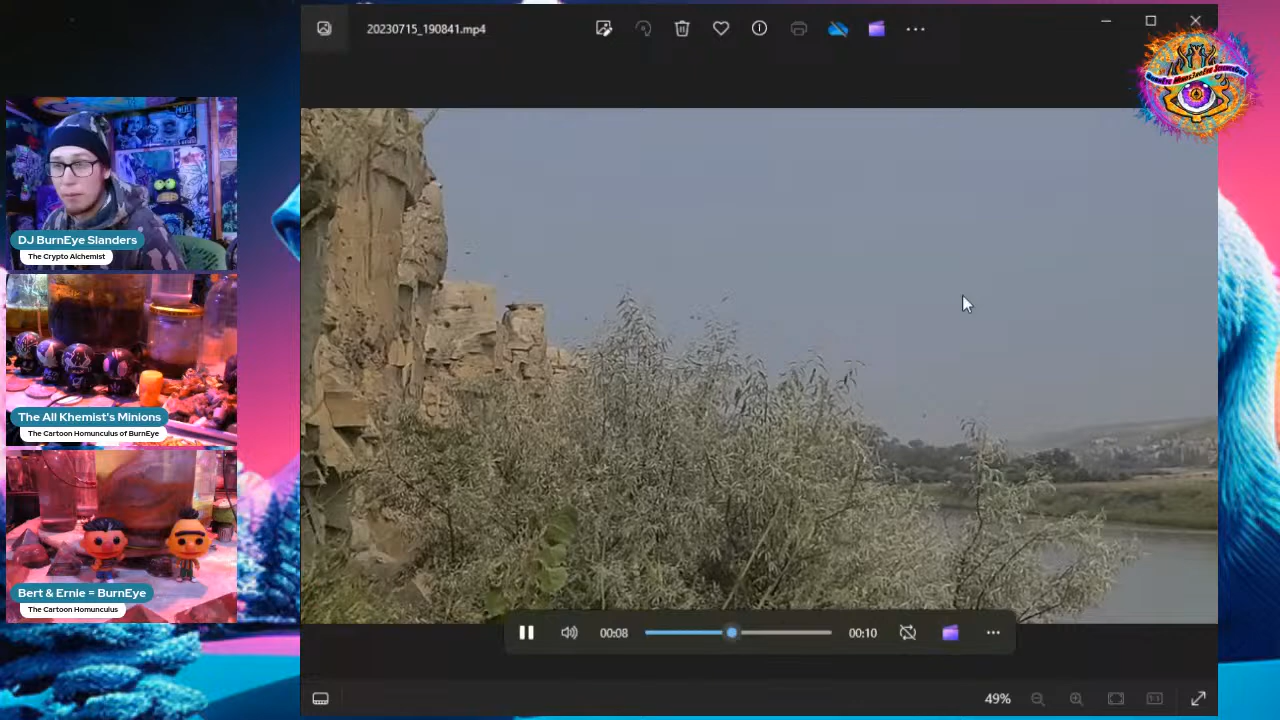 20230715_190841.mp4
DJ BurnEye Slanders
The Crypto Alchemist
The All Khemist's Minions
The Cartoon Homunculus of BurnEye
Bert & Ernie = BurnEye
The Cartoon Homunculus
00:08
00:10
49%